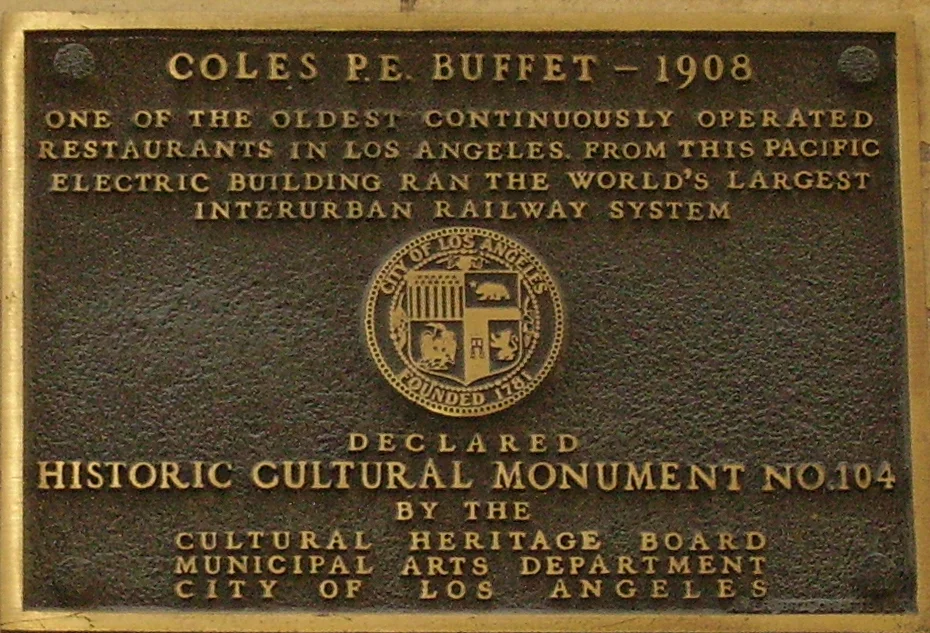 COLES P.E. BUFFET – 1908
ONE OF THE OLDEST CONTINUOUSLY OPERATED
RESTAURANTS IN LOS ANGELES. FROM THIS PACIFIC
ELECTRIC BUILDING RAN THE WORLD'S LARGEST
INTERURBAN RAILWAY SYSTEM
CITY OF LOS ANGELES
FOUNDED 1781
DECLARED
HISTORIC CULTURAL MONUMENT NO.104
BY THE
CULTURAL HERITAGE BOARD
MUNICIPAL ARTS DEPARTMENT
CITY OF LOS ANGELES